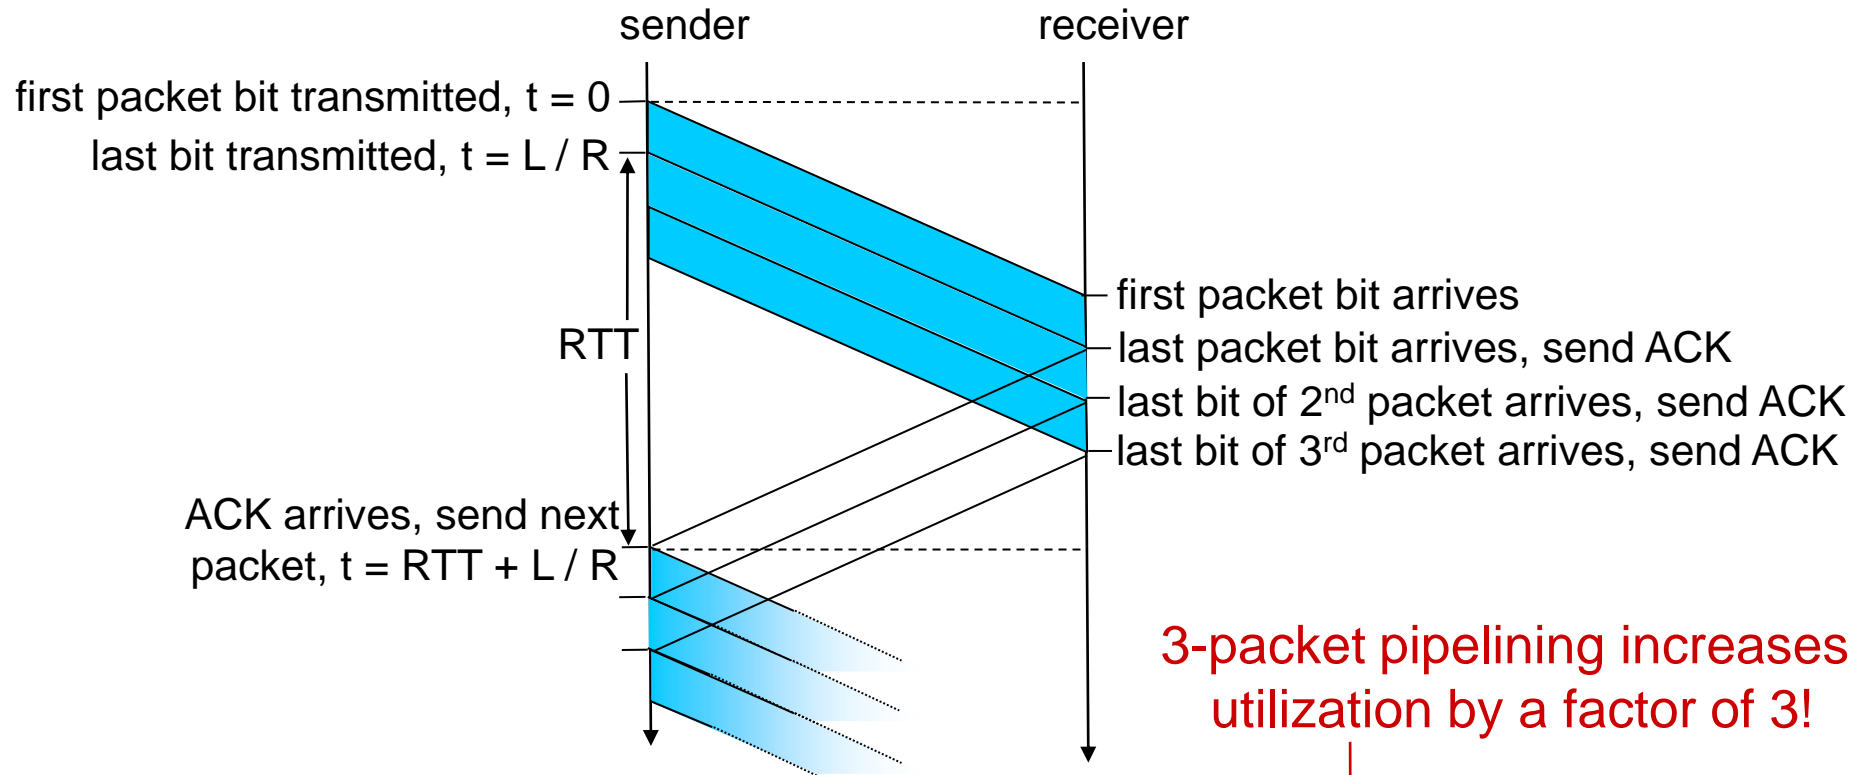 sender
receiver
first packet bit transmitted, t = 0
last bit transmitted, t = L / R
first packet bit arrives
RTT
last packet bit arrives, send ACK
last bit of 2nd packet arrives, send ACK
last bit of 3rd packet arrives, send ACK
ACK arrives, send next
packet, t = RTT + L / R
3-packet pipelining increases
utilization by a factor of 3!